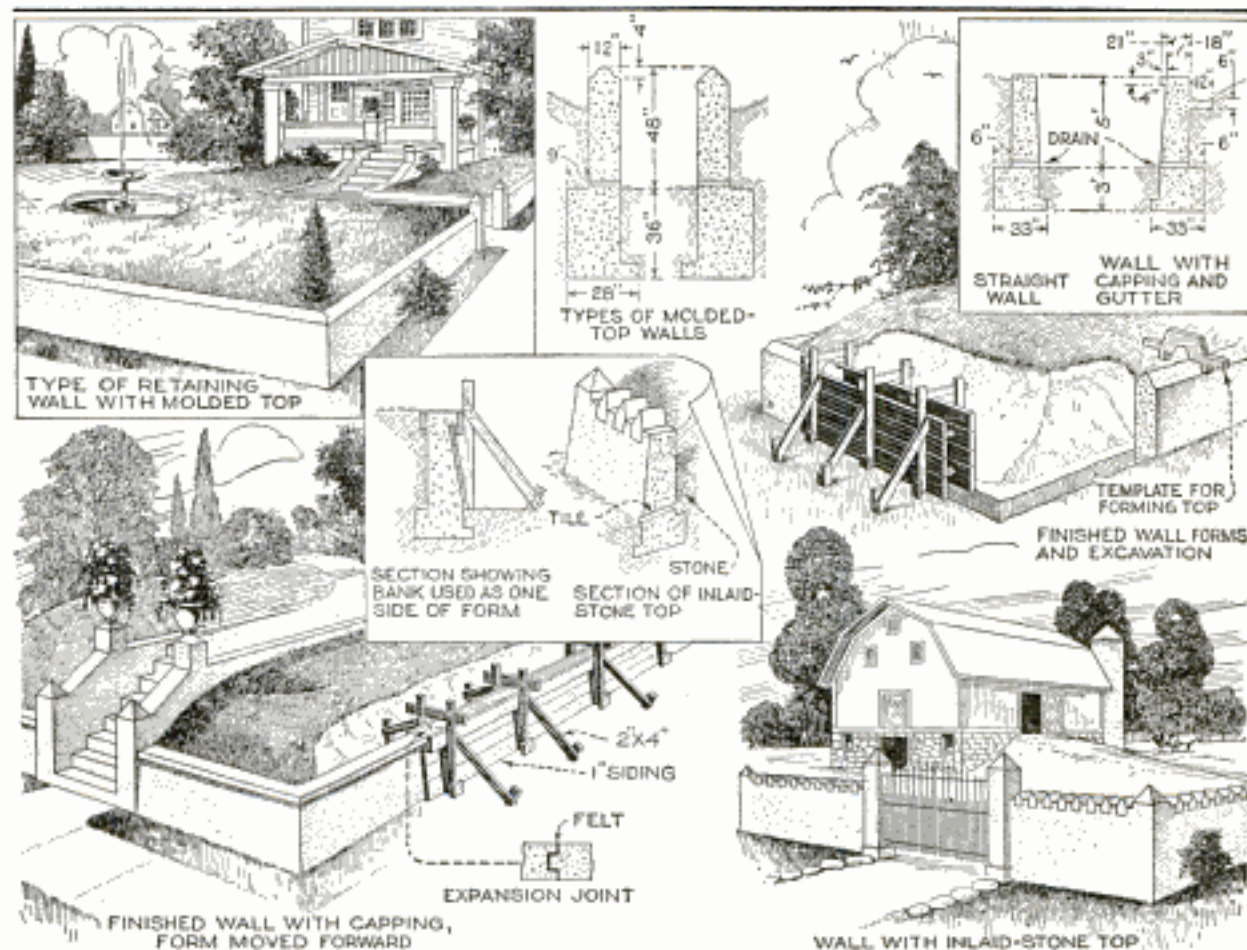 TYPE OF RETAINING
WALL WITH MOLDED TOP
12"
4"
48"
9"
36"
28"
TYPES OF MOLDED-
TOP WALLS
21"
18"
3"
6"
12"
4"
5'
6"
DRAIN
6"
3'
33"
33"
STRAIGHT
WALL
WALL WITH
CAPPING AND
GUTTER
TILE
STONE
SECTION SHOWING
BANK USED AS ONE
SIDE OF FORM
SECTION OF INLAID-
STONE TOP
TEMPLATE FOR
FORMING TOP
FINISHED WALL FORMS
AND EXCAVATION
2"X4"
1" SIDING
FELT
EXPANSION JOINT
FINISHED WALL WITH CAPPING,
FORM MOVED FORWARD
WALL WITH INLAID-STONE TOP